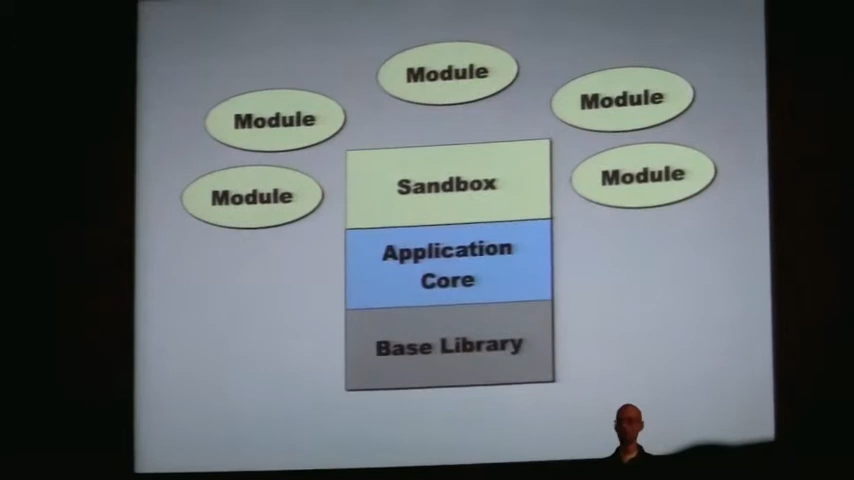 Module
Module
Module
Module
Module
Sandbox
Application
Core
Base Library